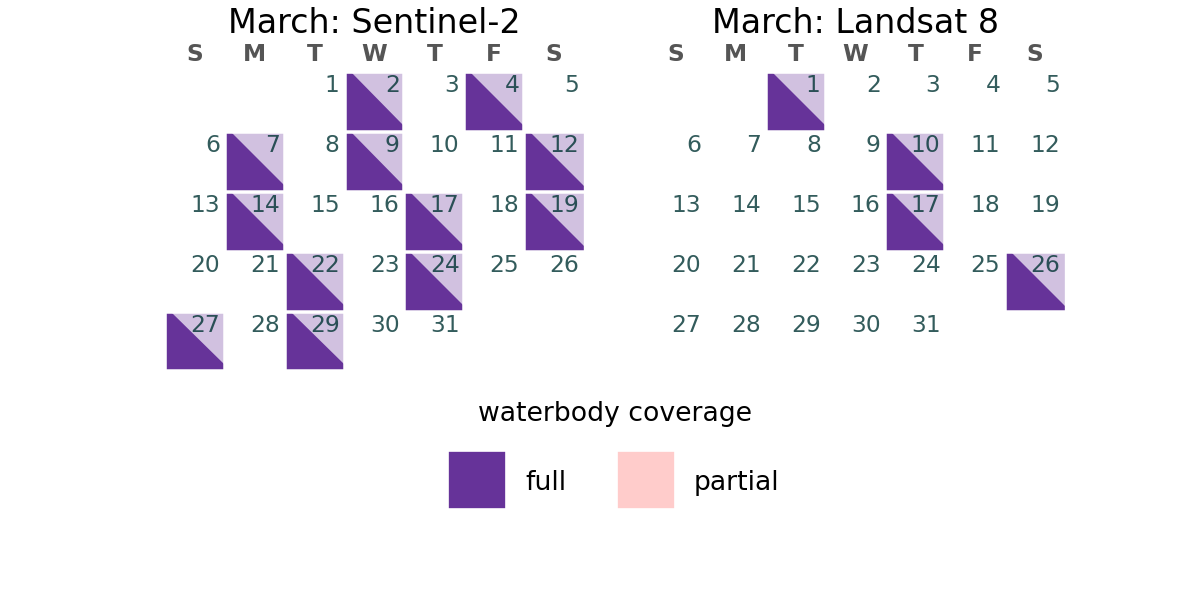 March: Sentinel-2
S M T W T F S
1 2 3 4 5
6 7 8 9 10 11 12
13 14 15 16 17 18 19
20 21 22 23 24 25 26
27 28 29 30 31
March: Landsat 8
S M T W T F S
1 2 3 4 5
6 7 8 9 10 11 12
13 14 15 16 17 18 19
20 21 22 23 24 25 26
27 28 29 30 31
waterbody coverage
full partial